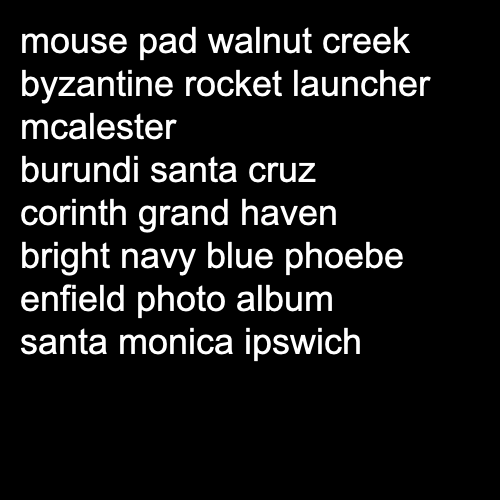 mouse pad walnut creek
byzantine rocket launcher
mcalester
burundi santa cruz
corinth grand haven
bright navy blue phoebe
enfield photo album
santa monica ipswich